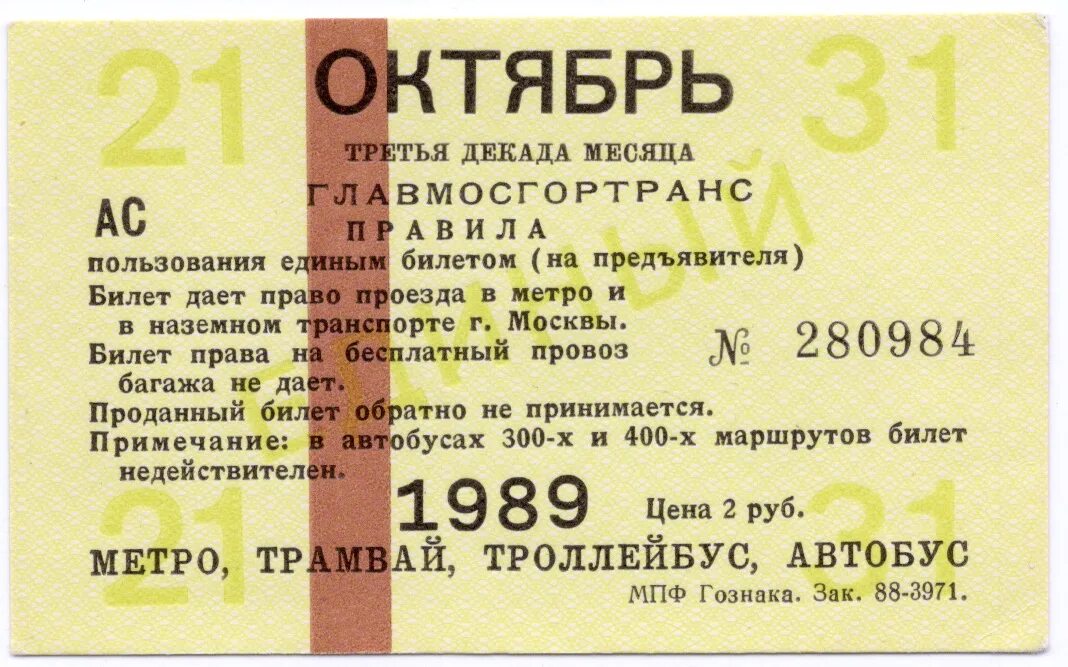 21 ОКТЯБРЬ 31
ТРЕТЬЯ ДЕКАДА МЕСЯЦА
ГЛАВМОСГОРТРАНС
АС
ПРАВИЛА
пользования единым билетом (на предъявителя)
Билет дает право проезда в метро и
в наземном транспорте г. Москвы.
Билет права на бесплатный провоз
багажа не дает.
№ 280984
Проданный билет обратно не принимается.
Примечание: в автобусах 300-х и 400-х маршрутов билет
недействителен.
ЕДИНЫЙ
21 31
1989 Цена 2 руб.
МЕТРО, ТРАМВАЙ, ТРОЛЛЕЙБУС, АВТОБУС
МПФ Гознака. Зак. 88-3971.